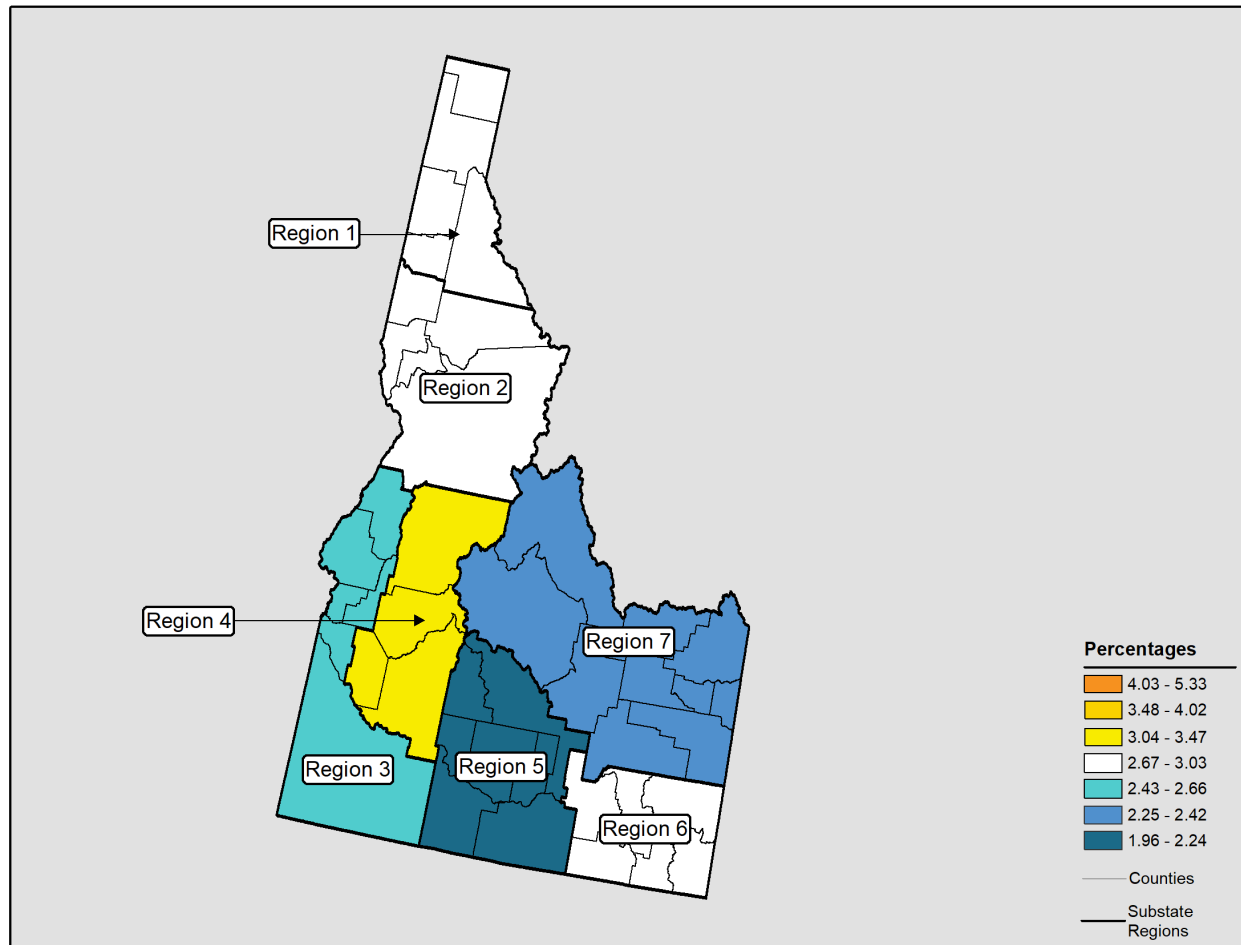 Region 1
Region 2
Region 4
Region 7
Region 3
Region 5
Region 6
Percentages
4.03 - 5.33
3.48 - 4.02
3.04 - 3.47
2.67 - 3.03
2.43 - 2.66
2.25 - 2.42
1.96 - 2.24
Counties
Substate
Regions